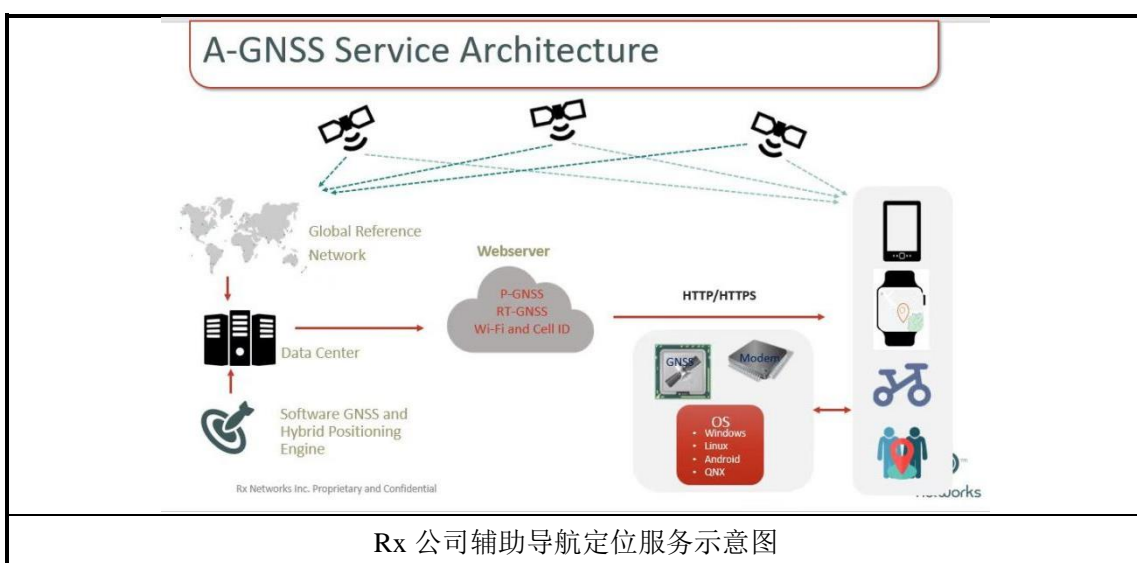 A-GNSS Service Architecture
Global Reference
Network
Webserver
P-GNSS
RT-GNSS
Wi-Fi and Cell ID
HTTP/HTTPS
Data Center
GNSS
Modem
Software GNSS and
Hybrid Positioning
Engine
OS
• Windows
• Linux
• Android
• QNX
Rx Networks Inc. Proprietary and Confidential
Rx 公司辅助导航定位服务示意图